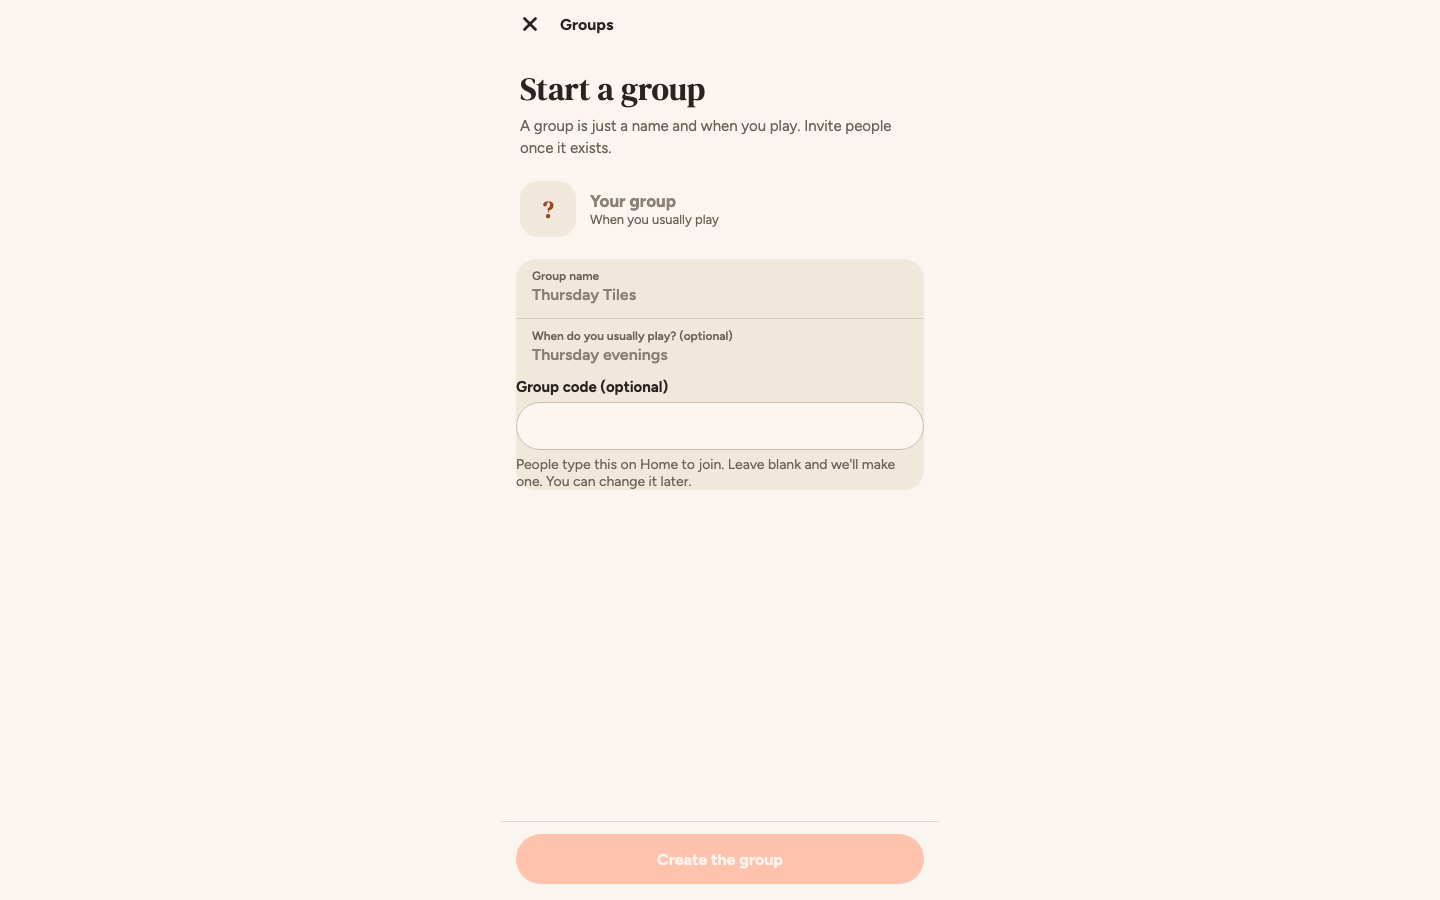 Groups
Start a group
A group is just a name and when you play. Invite people
once it exists.
?
Your group
When you usually play
Group name
Thursday Tiles
When do you usually play? (optional)
Thursday evenings
Group code (optional)
People type this on Home to join. Leave blank and we'll make
one. You can change it later.
Create the group